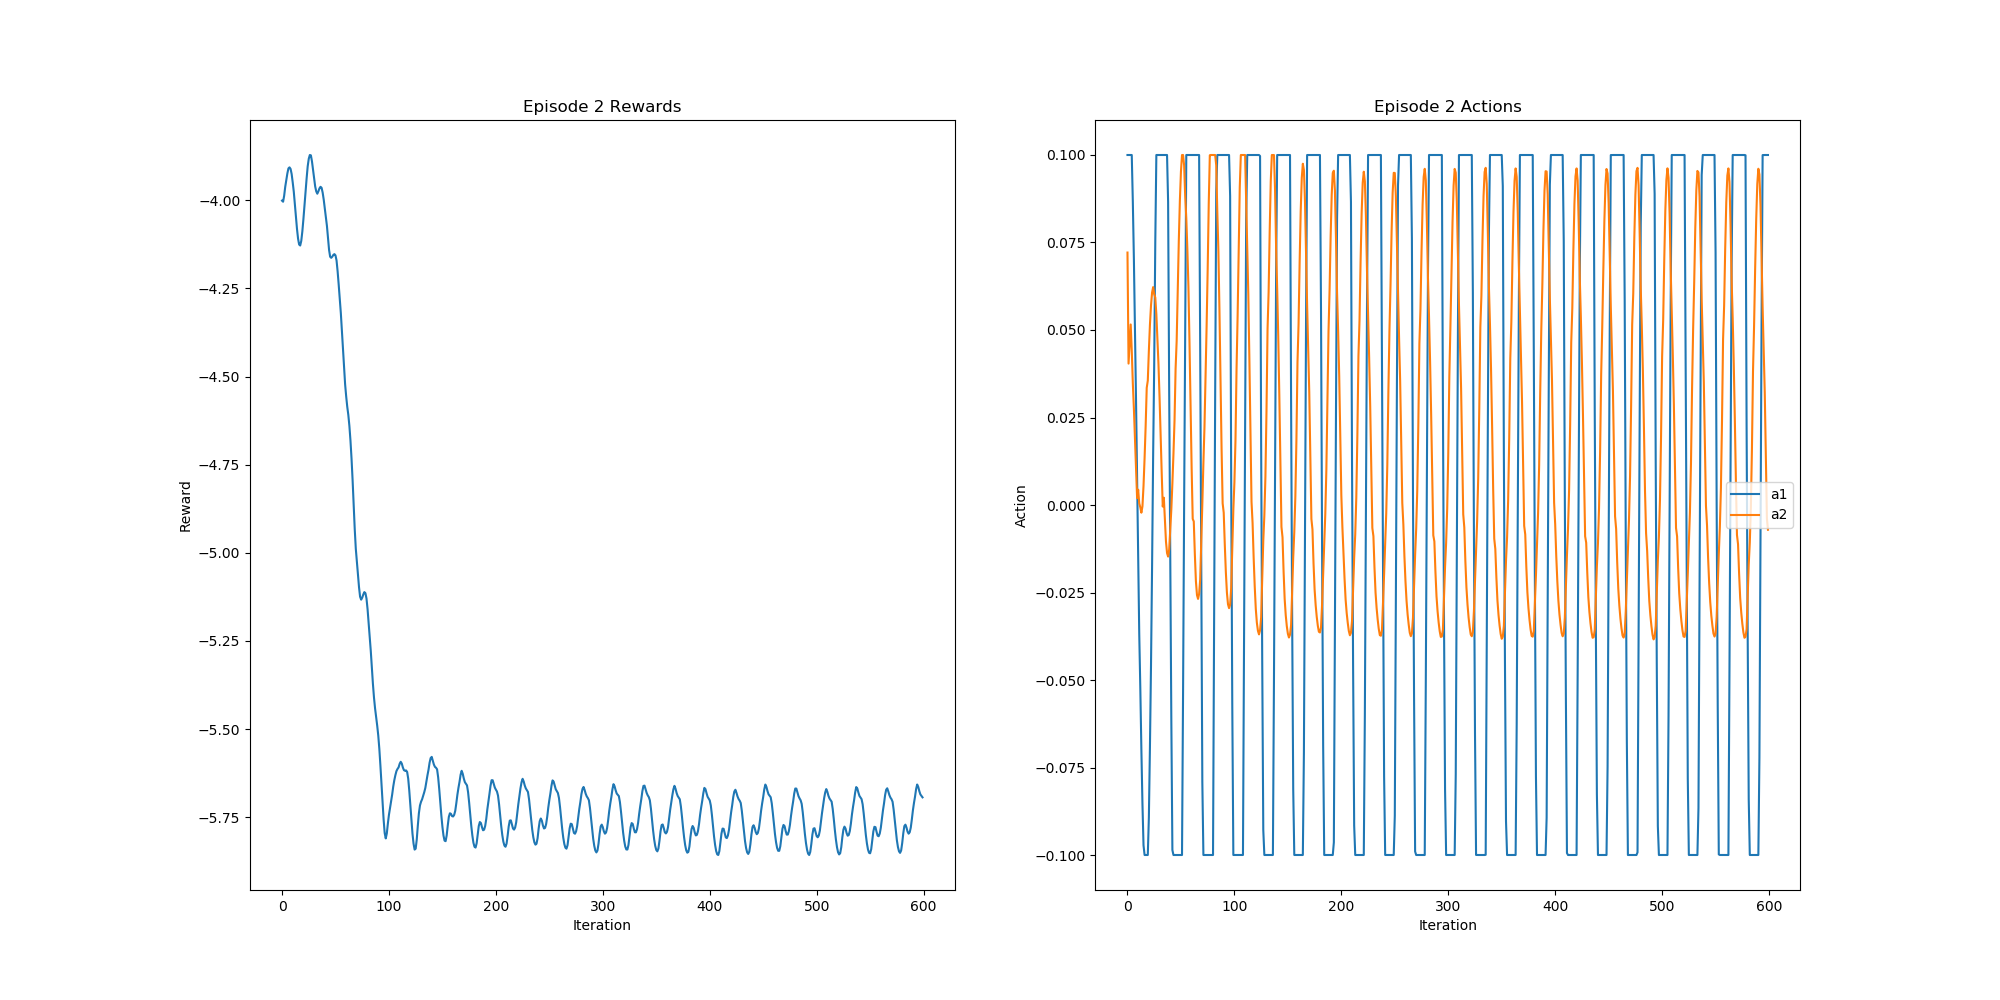 Episode 2 Rewards
−4.00
−4.25
−4.50
−4.75
−5.00
−5.25
−5.50
−5.75
Reward
0 100 200 300 400 500 600
Iteration
Episode 2 Actions
0.100
0.075
0.050
0.025
0.000
−0.025
−0.050
−0.075
−0.100
Action
a1
a2
0 100 200 300 400 500 600
Iteration